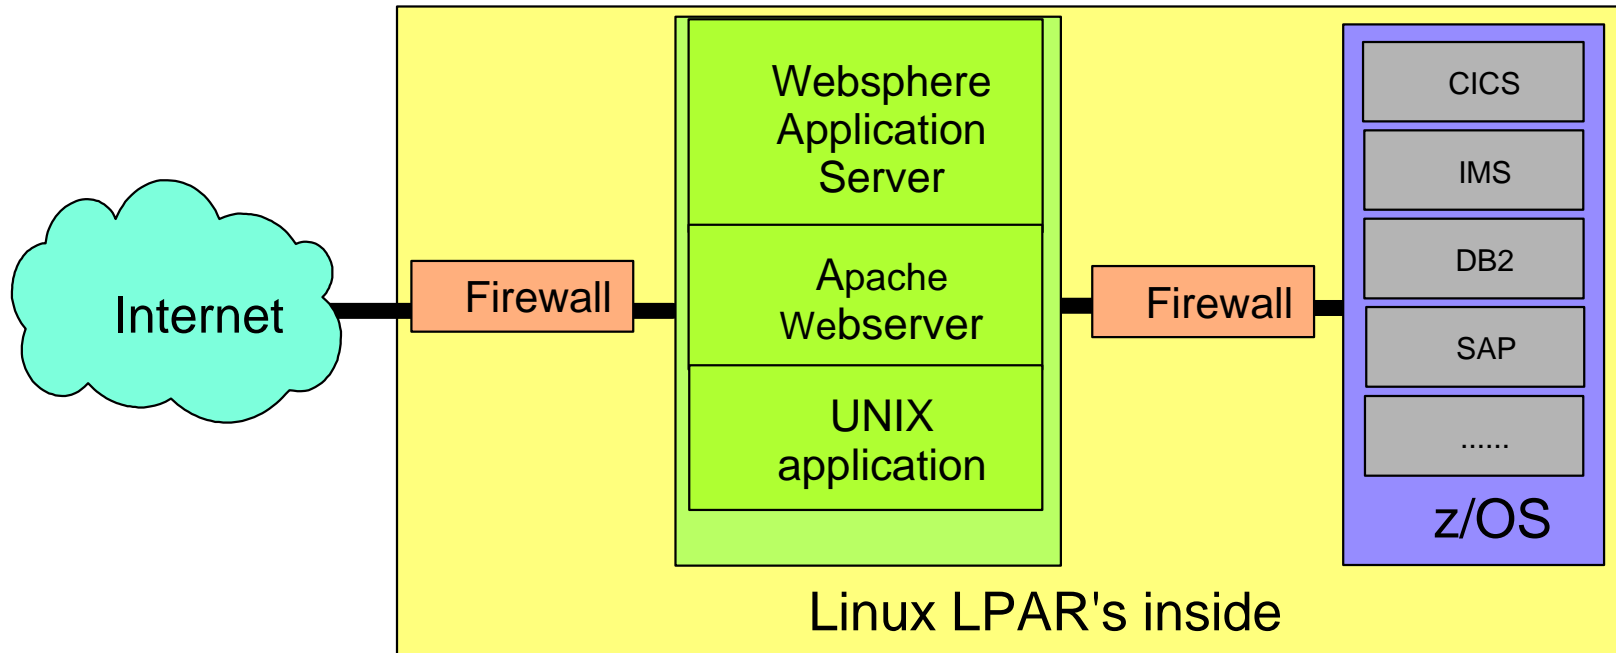 Internet
Firewall
Websphere
Application
Server
Apache
Webserver
UNIX
application
Firewall
CICS
IMS
DB2
SAP
......
z/OS
Linux LPAR's inside